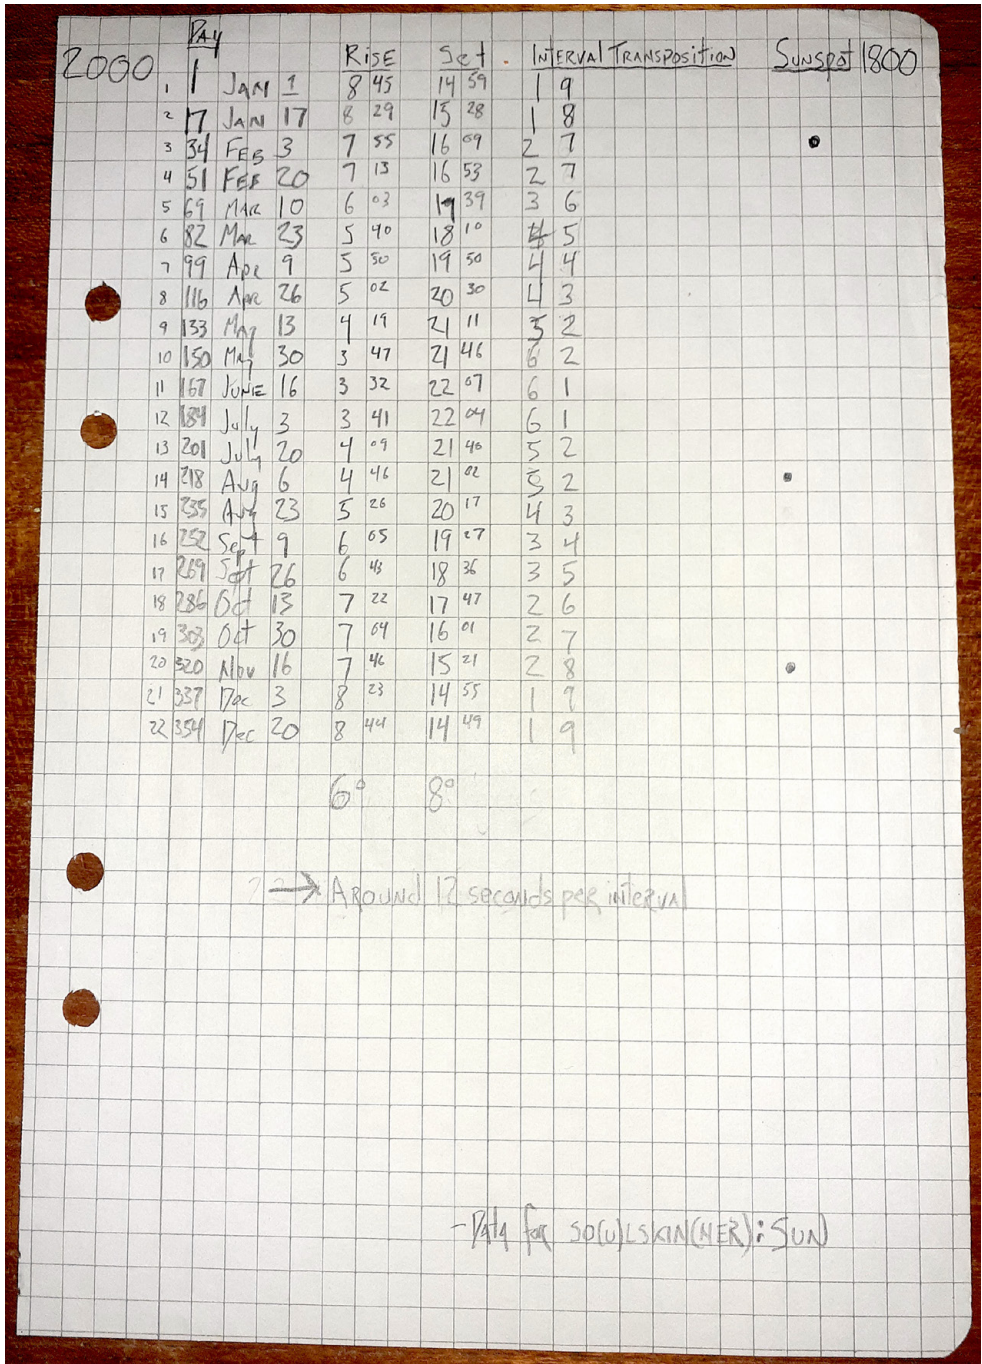 Day
2000 Rise Set INTERVAL TRANSPOSITION SUNSPOT 1800
1 1 JAN 1 8 45 14 59 1 9
2 17 JAN 17 8 29 15 28 1 8
3 34 FEB 3 7 55 16 09 2 7
4 51 FEB 20 7 13 16 53 2 7
5 69 MAR 10 6 03 17 39 3 6
6 82 MAR 23 5 40 18 10 4 5
7 99 Apr 9 5 50 19 50 4 4
8 116 Apr 26 5 02 20 30 4 3
9 133 May 13 4 19 21 11 5 2
10 150 May 30 3 47 21 46 6 2
11 167 JUNE 16 3 32 22 07 6 1
12 184 July 3 3 41 22 04 6 1
13 201 July 20 4 09 21 40 5 2
14 218 Aug 6 4 46 21 02 5 2
15 235 Aug 23 5 26 20 17 4 3
16 252 Sept 9 6 05 19 27 3 4
17 269 Sept 26 6 43 18 36 3 5
18 286 Oct 13 7 22 17 47 2 6
19 303 Oct 30 7 04 16 01 2 7
20 320 Nov 16 7 46 15 21 2 8
21 337 Dec 3 8 23 14 55 1 9
22 354 Dec 20 8 44 14 49 1 9
6° 8°
→ AROUND 12 seconds per interval
- Data for SO(U)LSKIN(NER): SUN